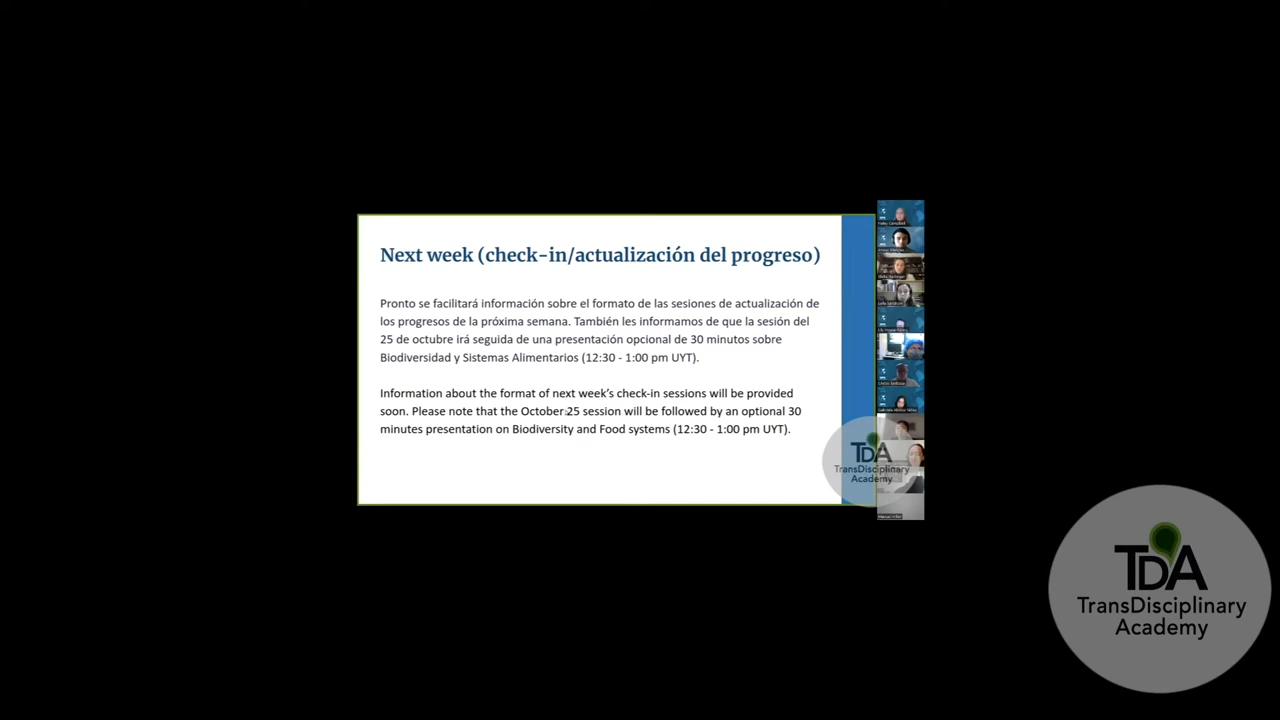 Next week (check-in/actualización del progreso)
Pronto se facilitará información sobre el formato de las sesiones de actualización de
los progresos de la próxima semana. También les informamos de que la sesión del
25 de octubre irá seguida de una presentación opcional de 30 minutos sobre
Biodiversidad y Sistemas Alimentarios (12:30 - 1:00 pm UYT).
Information about the format of next week's check-in sessions will be provided
soon. Please note that the October 25 session will be followed by an optional 30
minutes presentation on Biodiversity and Food systems (12:30 - 1:00 pm UYT).
TDA
TransDisciplinary
Academy
TDA
TransDisciplinary
Academy